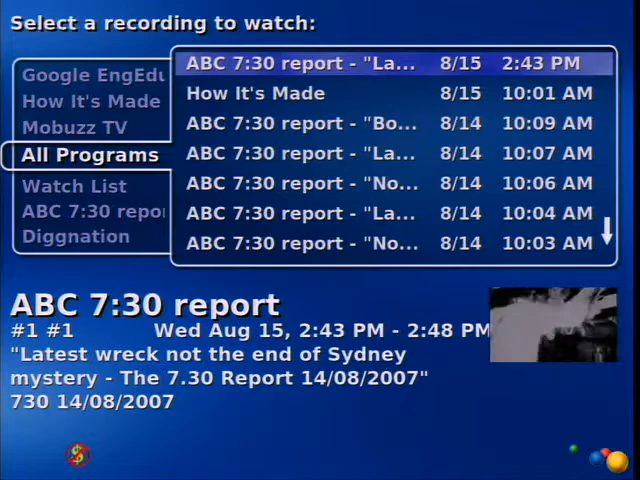 Select a recording to watch:
Google EngEdu
How It's Made
Mobuzz TV
All Programs
Watch List
ABC 7:30 repo
Diggnation
ABC 7:30 report - "La... 8/15 2:43 PM
How It's Made 8/15 10:01 AM
ABC 7:30 report - "Bo... 8/14 10:09 AM
ABC 7:30 report - "La... 8/14 10:07 AM
ABC 7:30 report - "No... 8/14 10:06 AM
ABC 7:30 report - "La... 8/14 10:04 AM
ABC 7:30 report - "No... 8/14 10:03 AM
ABC 7:30 report
#1 #1 Wed Aug 15, 2:43 PM - 2:48 PM
"Latest wreck not the end of Sydney
mystery - The 7.30 Report 14/08/2007"
730 14/08/2007
$